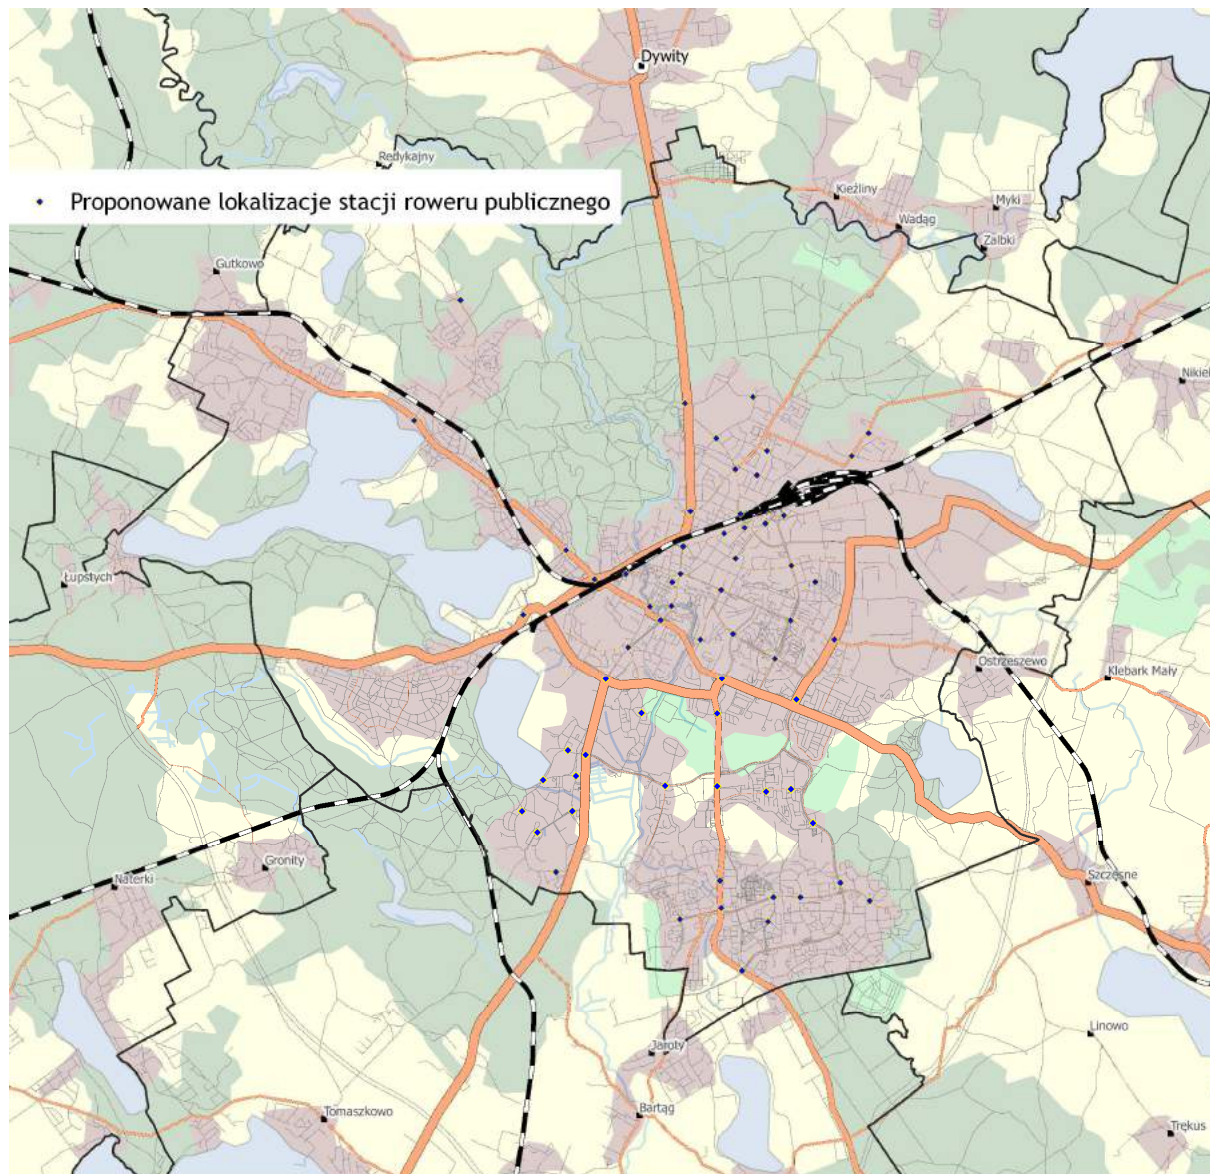 Dywity
Redykajny
Proponowane lokalizacje stacji roweru publicznego
Kieźliny
Myki
Wadąg
Zalbki
Gutkowo
Nikiel
Łupstych
Ostrzeszewo
Klebark Mały
Gronity
Naterki
Szczęsne
Linowo
Jaroty
Bartąg
Tomaszkowo
Trękus